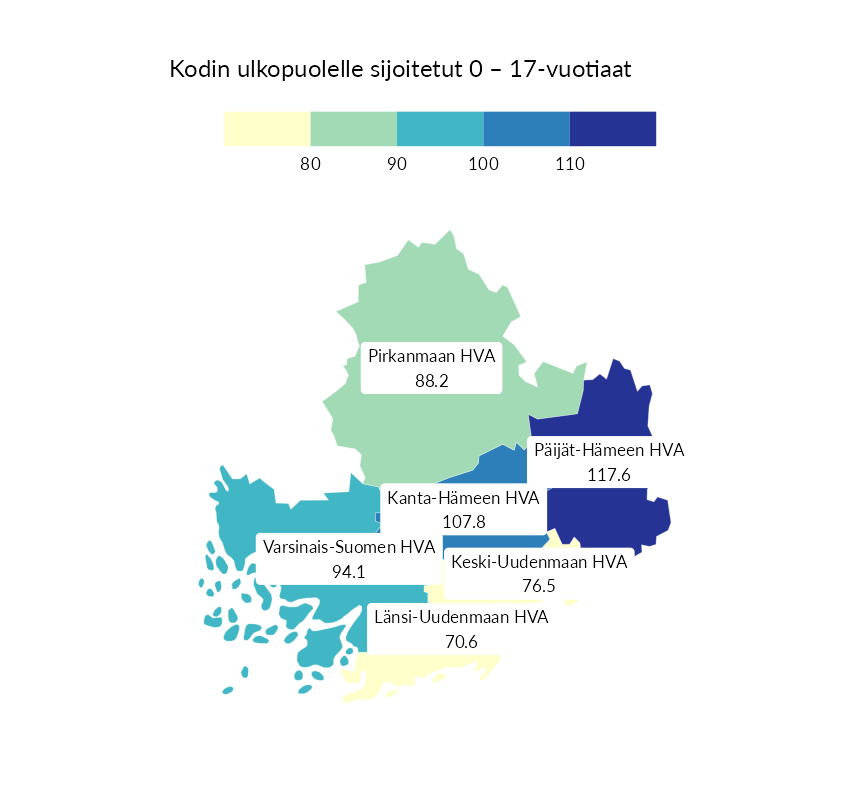 Kodin ulkopuolelle sijoitetut 0 – 17-vuotiaat
80 90 100 110
Pirkanmaan HVA
88.2
Päijät-Hämeen HVA
117.6
Kanta-Hämeen HVA
107.8
Varsinais-Suomen HVA
94.1
Keski-Uudenmaan HVA
76.5
Länsi-Uudenmaan HVA
70.6